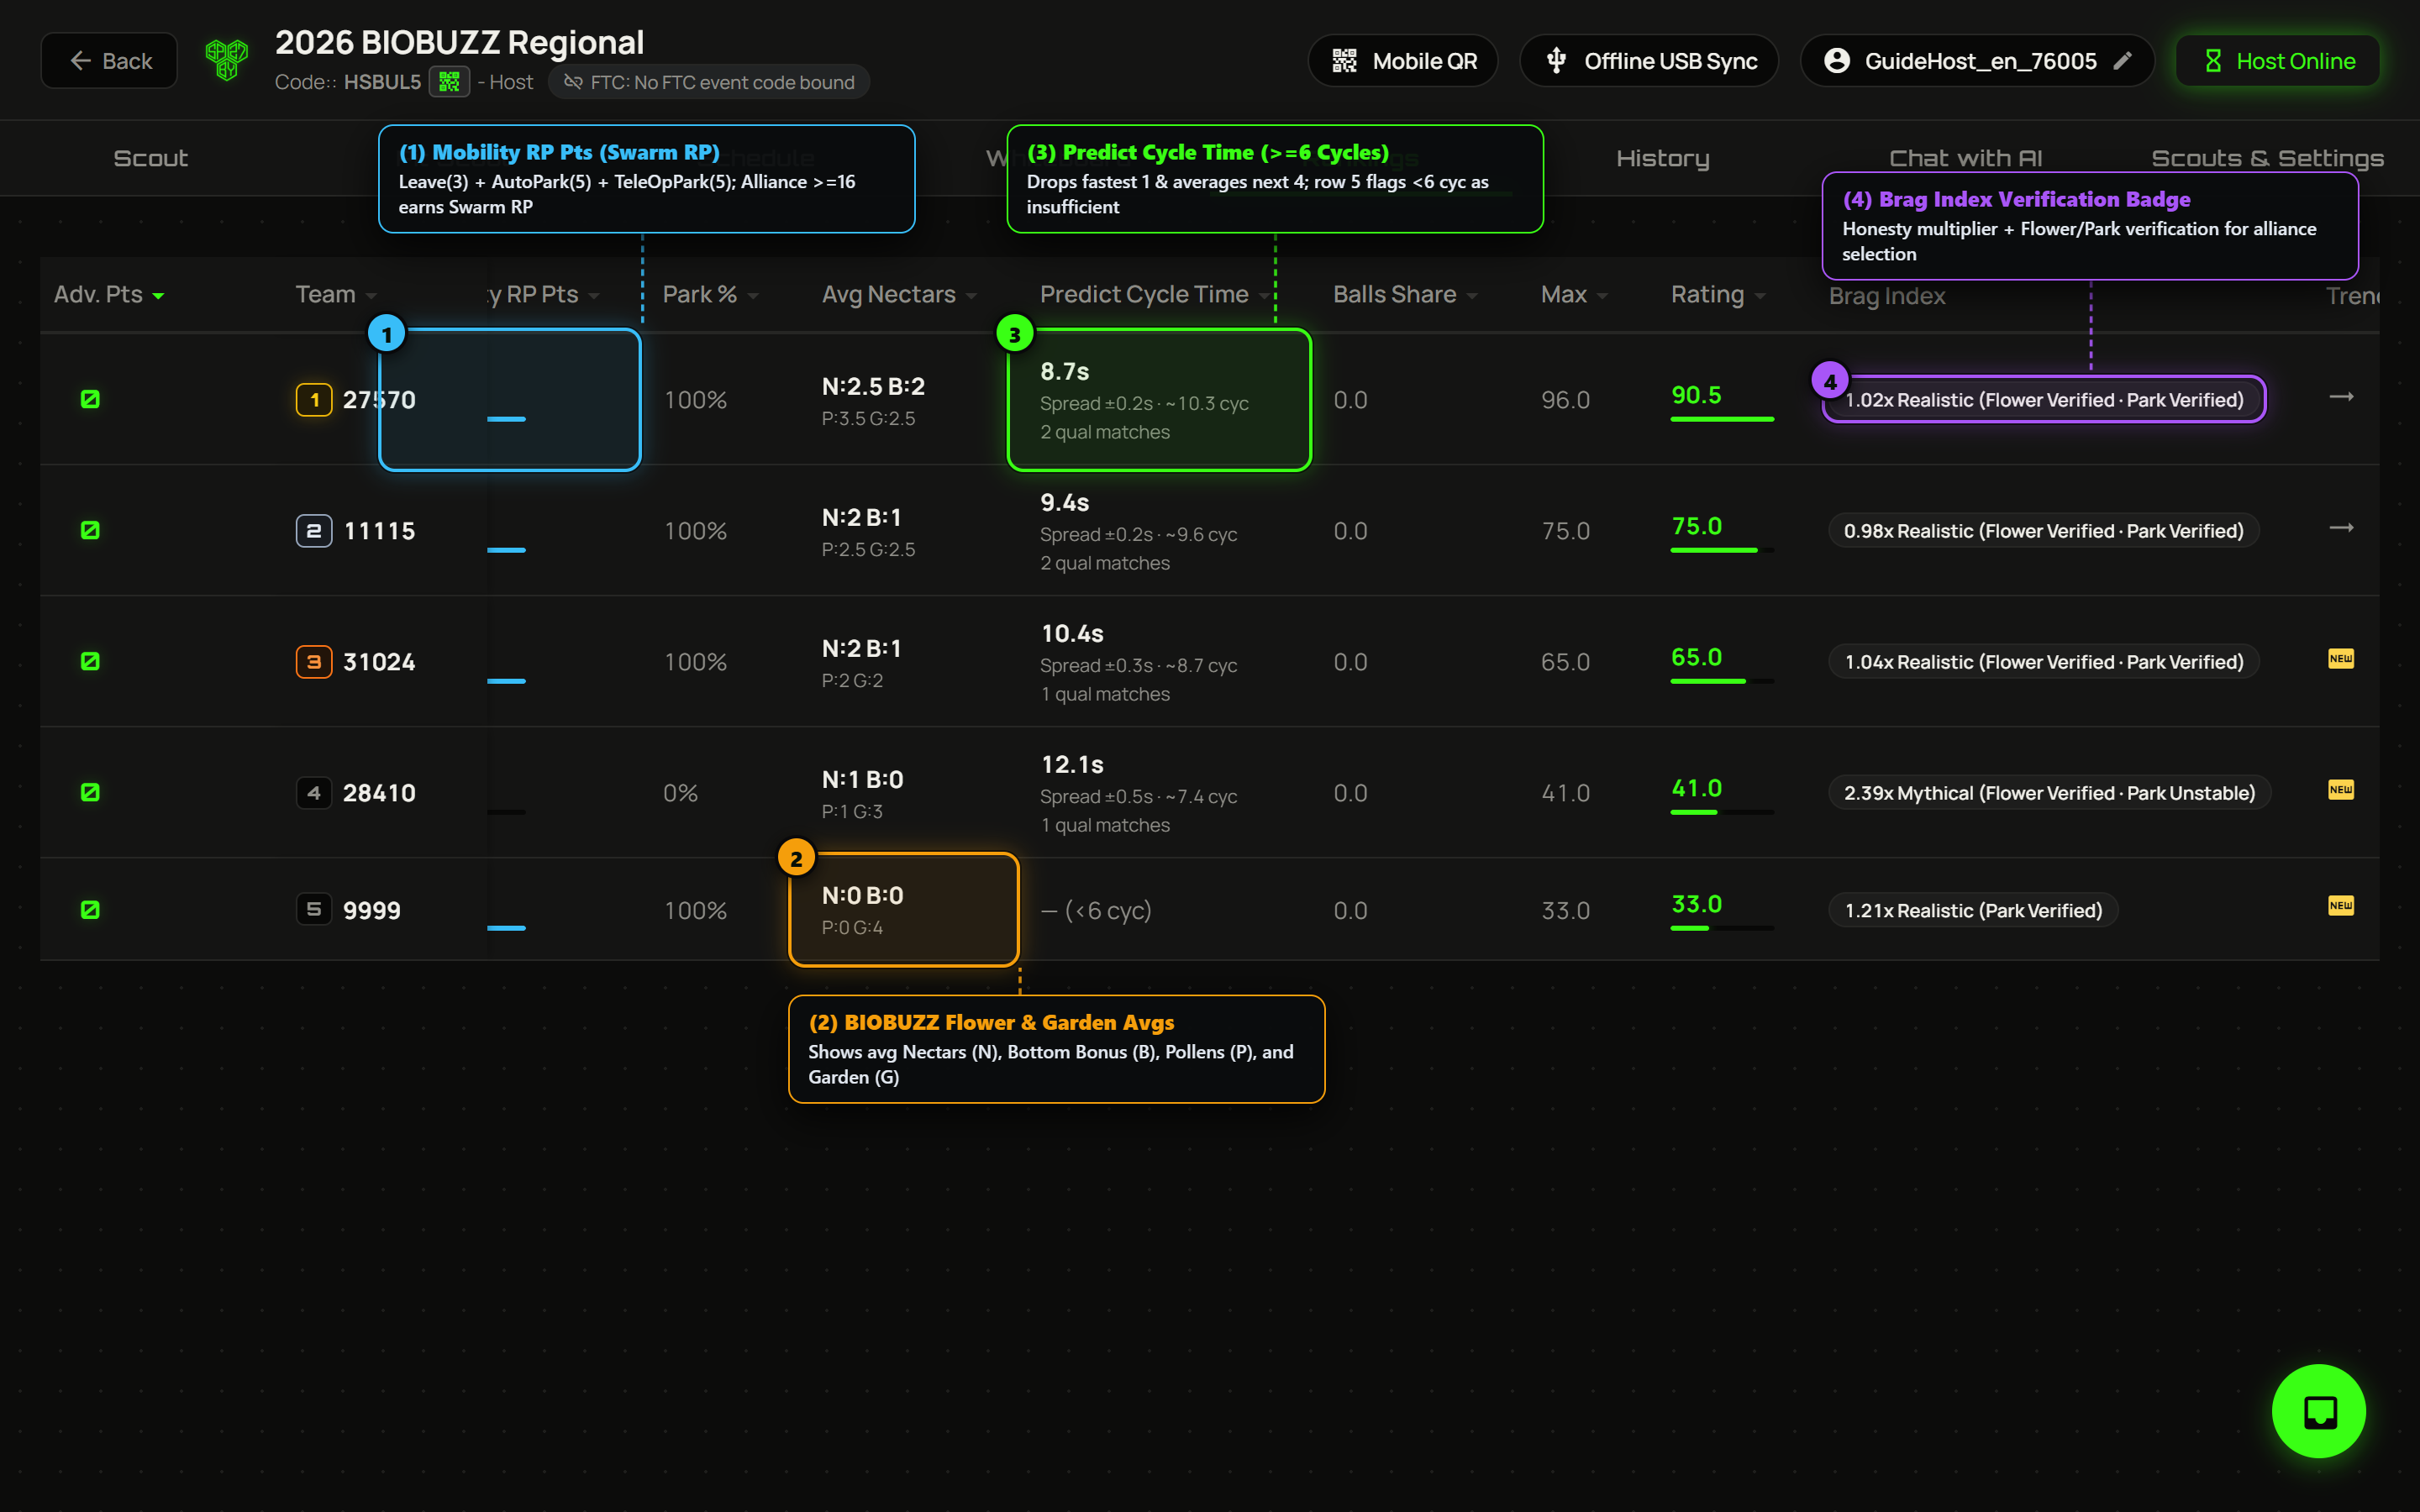 Back
2026 BIOBUZZ Regional
Code:: HSBUL5 - Host
FTC: No FTC event code bound
Mobile QR
Offline USB Sync
GuideHost_en_76005
Host Online
Scout
History
Chat with AI
Scouts & Settings
(1) Mobility RP Pts (Swarm RP)
Leave(3) + AutoPark(5) + TeleOpPark(5); Alliance >=16
earns Swarm RP
(3) Predict Cycle Time (>=6 Cycles)
Drops fastest 1 & averages next 4; row 5 flags <6 cyc as
insufficient
(4) Brag Index Verification Badge
Honesty multiplier + Flower/Park verification for alliance
selection
Adv. Pts
Team
ty RP Pts
Park %
Avg Nectars
Predict Cycle Time
Balls Share
Max
Rating
Brag Index
Trend
1
3
4
0
1 27570
100%
N:2.5 B:2
P:3.5 G:2.5
8.7s
Spread ±0.2s · ~10.3 cyc
2 qual matches
0.0
96.0
90.5
1.02x Realistic (Flower Verified · Park Verified)
→
0
2 11115
100%
N:2 B:1
P:2.5 G:2.5
9.4s
Spread ±0.2s · ~9.6 cyc
2 qual matches
0.0
75.0
75.0
0.98x Realistic (Flower Verified · Park Verified)
→
0
3 31024
100%
N:2 B:1
P:2 G:2
10.4s
Spread ±0.3s · ~8.7 cyc
1 qual matches
0.0
65.0
65.0
1.04x Realistic (Flower Verified · Park Verified)
NEW
0
4 28410
0%
N:1 B:0
P:1 G:3
12.1s
Spread ±0.5s · ~7.4 cyc
1 qual matches
0.0
41.0
41.0
2.39x Mythical (Flower Verified · Park Unstable)
NEW
0
5 9999
100%
2
N:0 B:0
P:0 G:4
— (<6 cyc)
0.0
33.0
33.0
1.21x Realistic (Park Verified)
NEW
(2) BIOBUZZ Flower & Garden Avgs
Shows avg Nectars (N), Bottom Bonus (B), Pollens (P), and
Garden (G)